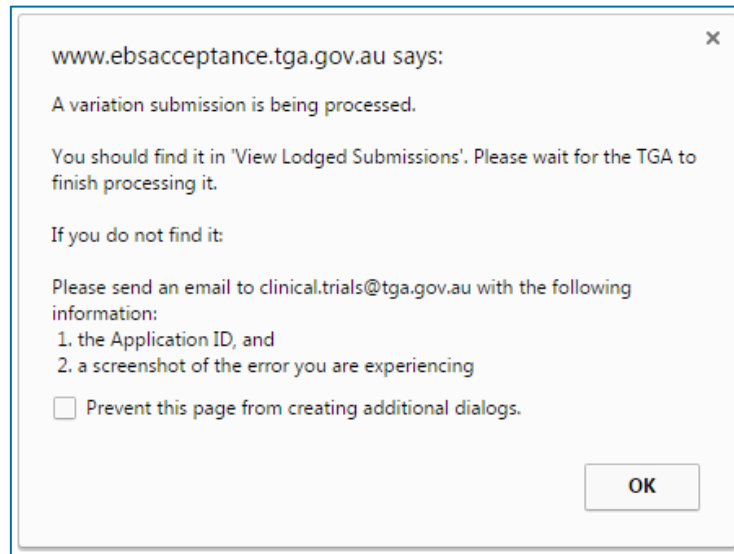 www.ebsacceptance.tga.gov.au says:
A variation submission is being processed.
You should find it in 'View Lodged Submissions'. Please wait for the TGA to
finish processing it.
If you do not find it:
Please send an email to clinical.trials@tga.gov.au with the following
information:
1. the Application ID, and
2. a screenshot of the error you are experiencing
Prevent this page from creating additional dialogs.
OK